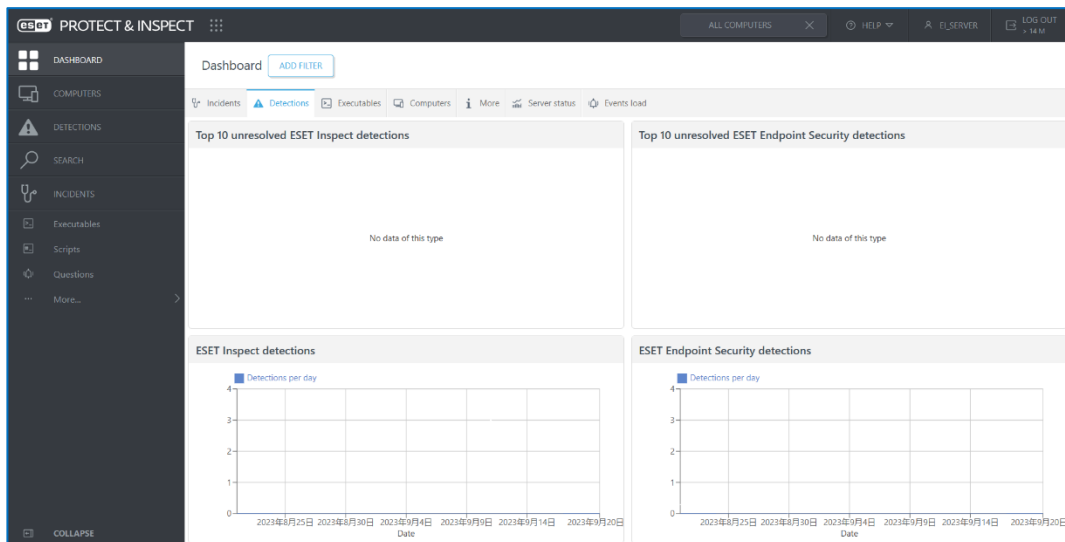 eset PROTECT & INSPECT
ALL COMPUTERS
HELP
EI_SERVER
LOG OUT
> 14 M
DASHBOARD
COMPUTERS
DETECTIONS
SEARCH
INCIDENTS
Executables
Scripts
Questions
More...
COLLAPSE
Dashboard
ADD FILTER
Incidents
Detections
Executables
Computers
More
Server status
Events load
Top 10 unresolved ESET Inspect detections
No data of this type
Top 10 unresolved ESET Endpoint Security detections
No data of this type
ESET Inspect detections
Detections per day
4
3
2
1
0
2023年8月25日 2023年8月30日 2023年9月4日 2023年9月9日 2023年9月14日 2023年9月20日
Date
ESET Endpoint Security detections
Detections per day
4
3
2
1
0
2023年8月25日 2023年8月30日 2023年9月4日 2023年9月9日 2023年9月14日 2023年9月20日
Date